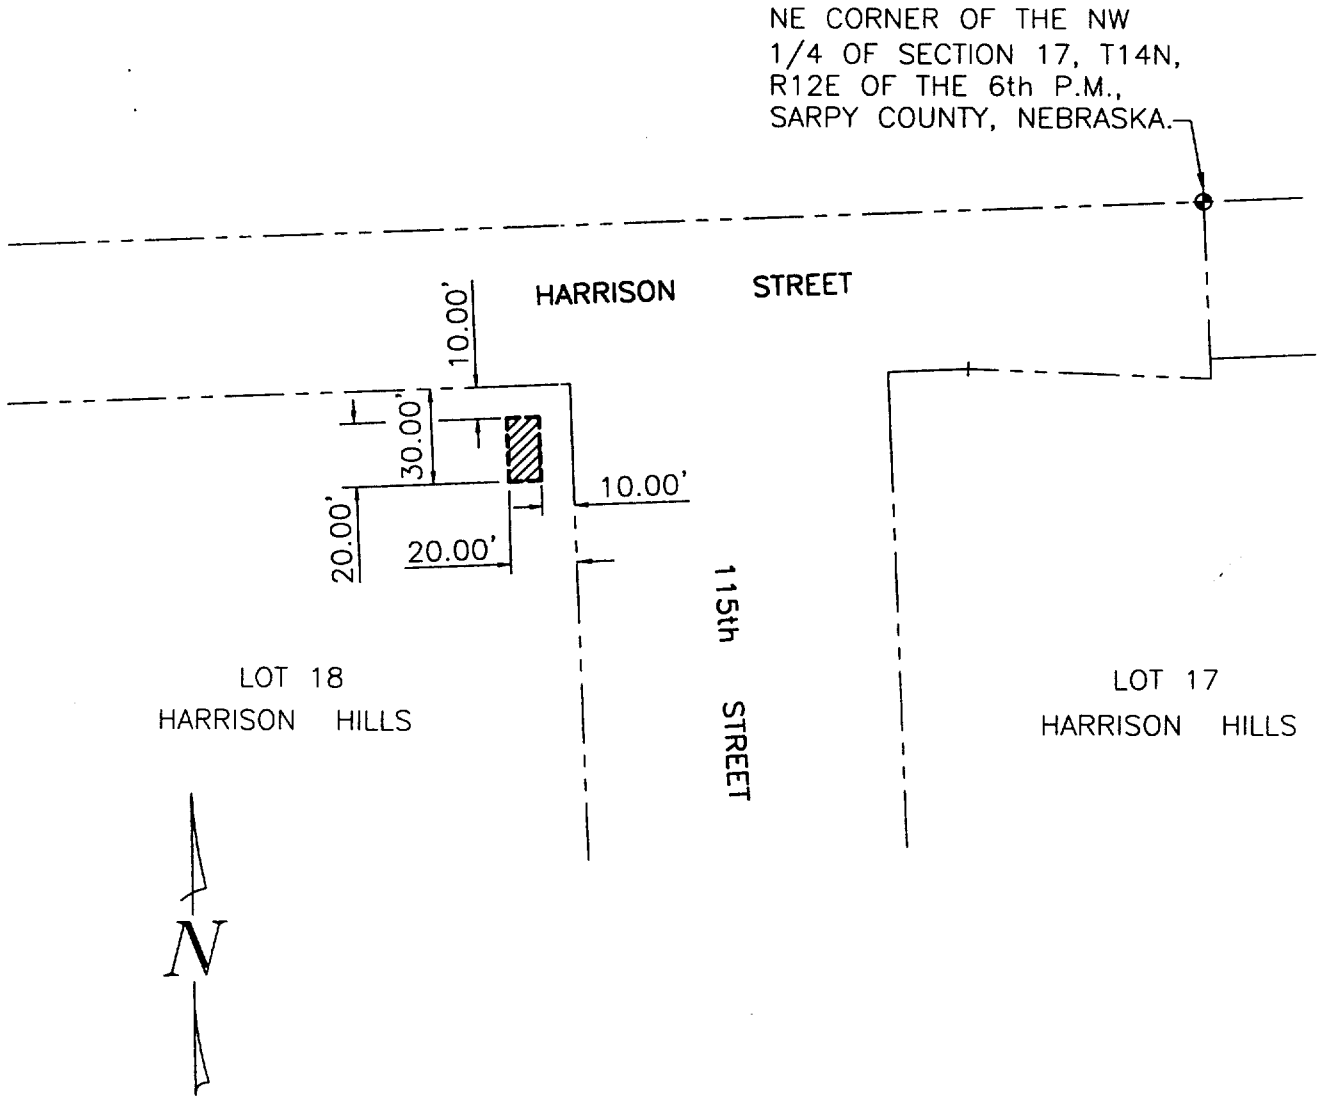 NE CORNER OF THE NW
1/4 OF SECTION 17, T14N,
R12E OF THE 6th P.M.,
SARPY COUNTY, NEBRASKA.
HARRISON STREET
10.00'
30.00'
20.00'
10.00'
20.00'
115th STREET
LOT 18
HARRISON HILLS
LOT 17
HARRISON HILLS
N